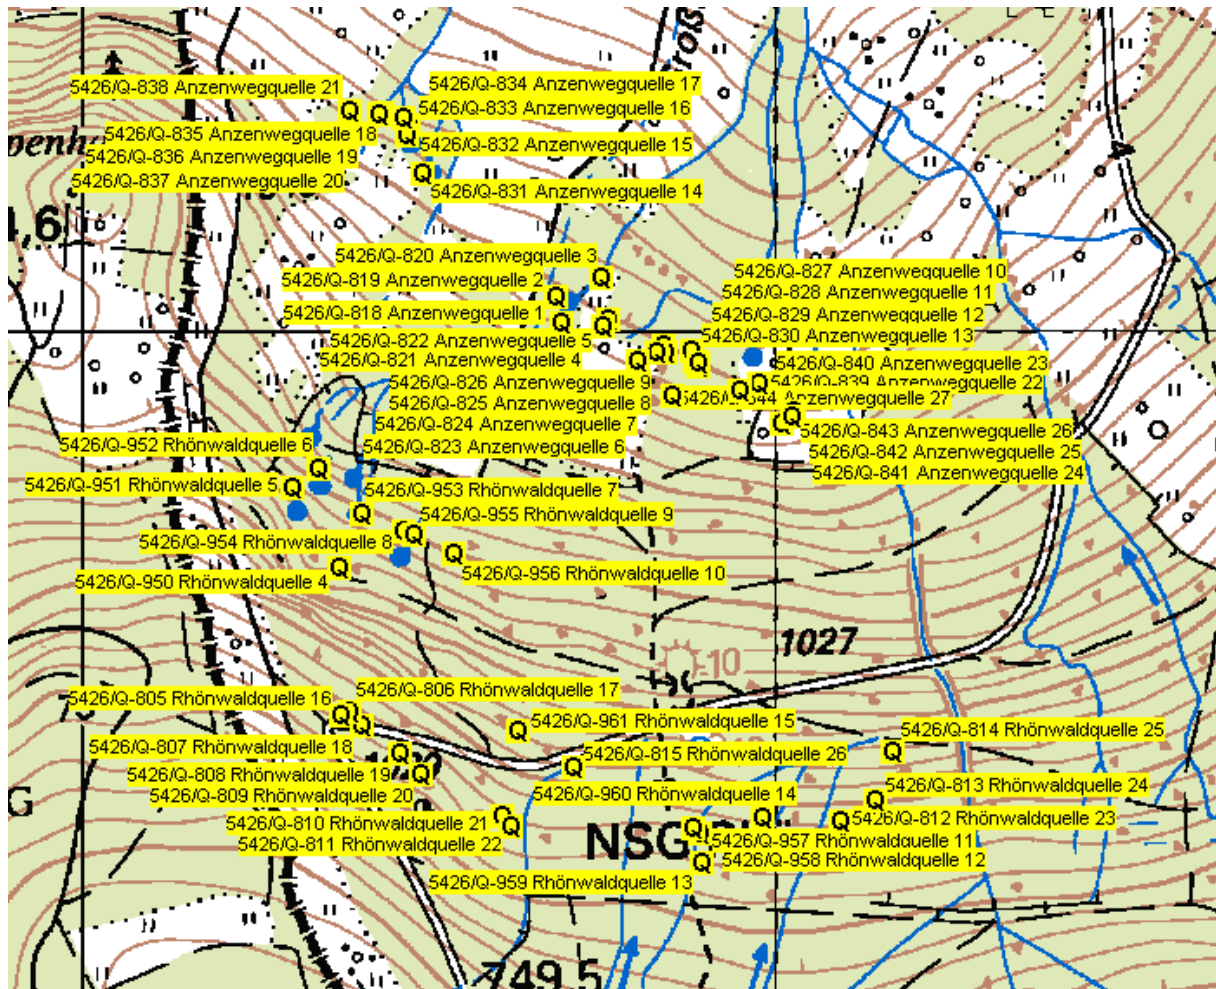 roß
5426/Q-838 Anzenwegquelle 21
5426/Q-834 Anzenwegquelle 17
5426/Q-833 Anzenwegquelle 16
5426/Q-835 Anzenwegquelle 18
5426/Q-832 Anzenwegquelle 15
5426/Q-836 Anzenwegquelle 19
5426/Q-837 Anzenwegquelle 20
5426/Q-831 Anzenwegquelle 14
5426/Q-820 Anzenwegquelle 3
5426/Q-819 Anzenwegquelle 2
5426/Q-818 Anzenwegquelle 1
5426/Q-827 Anzenwegquelle 10
5426/Q-828 Anzenwegquelle 11
5426/Q-829 Anzenwegquelle 12
5426/Q-830 Anzenwegquelle 13
5426/Q-822 Anzenwegquelle 5
5426/Q-821 Anzenwegquelle 4
5426/Q-840 Anzenwegquelle 23
5426/Q-839 Anzenwegquelle 22
5426/Q-826 Anzenwegquelle 9
5426/Q-825 Anzenwegquelle 8
Anzenwegquelle 27
5426/Q-824 Anzenwegquelle 7
5426/Q-843 Anzenwegquelle 26
5426/Q-823 Anzenwegquelle 6
5426/Q-842 Anzenwegquelle 25
5426/Q-841 Anzenwegquelle 24
5426/Q-952 Rhönwaldquelle 6
5426/Q-951 Rhönwaldquelle 5
5426/Q-953 Rhönwaldquelle 7
5426/Q-955 Rhönwaldquelle 9
5426/Q-954 Rhönwaldquelle 8
5426/Q-950 Rhönwaldquelle 4
5426/Q-956 Rhönwaldquelle 10
1027
10
5426/Q-805 Rhönwaldquelle 16
5426/Q-806 Rhönwaldquelle 17
5426/Q-961 Rhönwaldquelle 15
5426/Q-814 Rhönwaldquelle 25
5426/Q-807 Rhönwaldquelle 18
5426/Q-815 Rhönwaldquelle 26
5426/Q-808 Rhönwaldquelle 19
5426/Q-813 Rhönwaldquelle 24
5426/Q-809 Rhönwaldquelle 20
5426/Q-960 Rhönwaldquelle 14
G
5426/Q-810 Rhönwaldquelle 21
5426/Q-812 Rhönwaldquelle 23
5426/Q-811 Rhönwaldquelle 22
NSG
5426/Q-957 Rhönwaldquelle 11
5426/Q-958 Rhönwaldquelle 12
5426/Q-959 Rhönwaldquelle 13
749,5